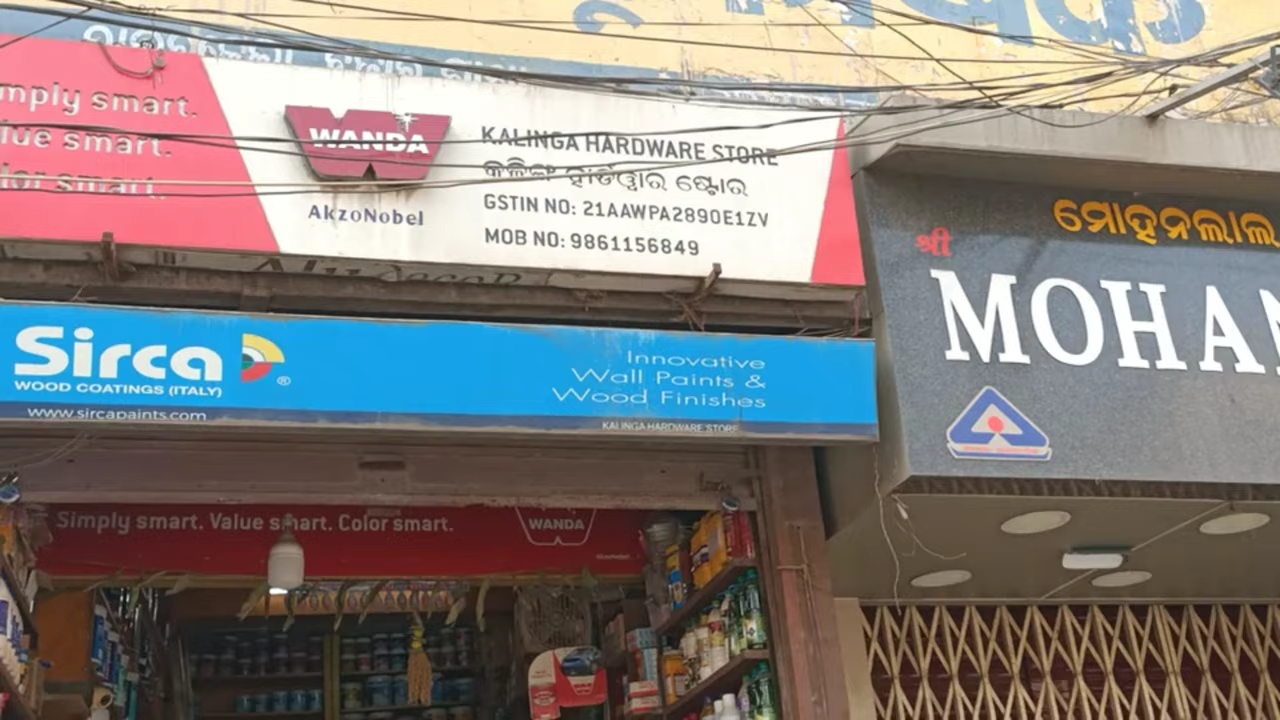 mply smart.
lue smart.
lor smart.
WANDA
AkzoNobel
KALINGA HARDWARE STORE
କଳିଙ୍ଗ ହାର୍ଡୱାର ଷ୍ଟୋର
GSTIN NO: 21AAWPA2890E1ZV
MOB NO: 9861156849
Sirca
WOOD COATINGS (ITALY)
®
www.sircapaints.com
Innovative
Wall Paints &
Wood Finishes
KALINGA HARDWARE STORE
Simply smart. Value smart. Color smart.
WANDA
AkzoNobel
ମୋହନଲାଲ
श्री
MOHAN